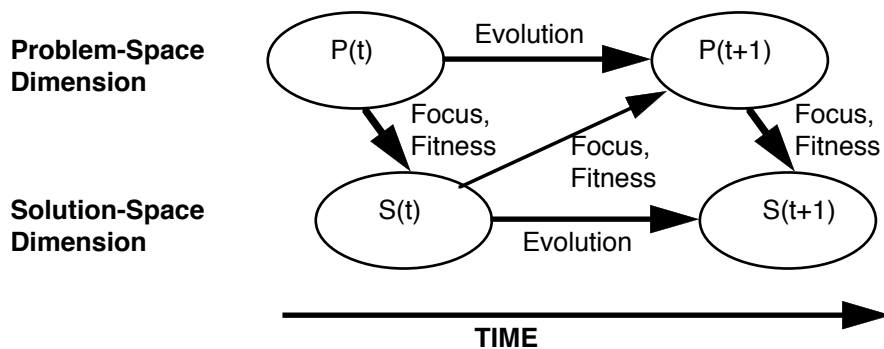 Problem-Space
Dimension
P(t)
Evolution
P(t+1)
Focus,
Fitness
Focus,
Fitness
Focus,
Fitness
Solution-Space
Dimension
S(t)
Evolution
S(t+1)
TIME